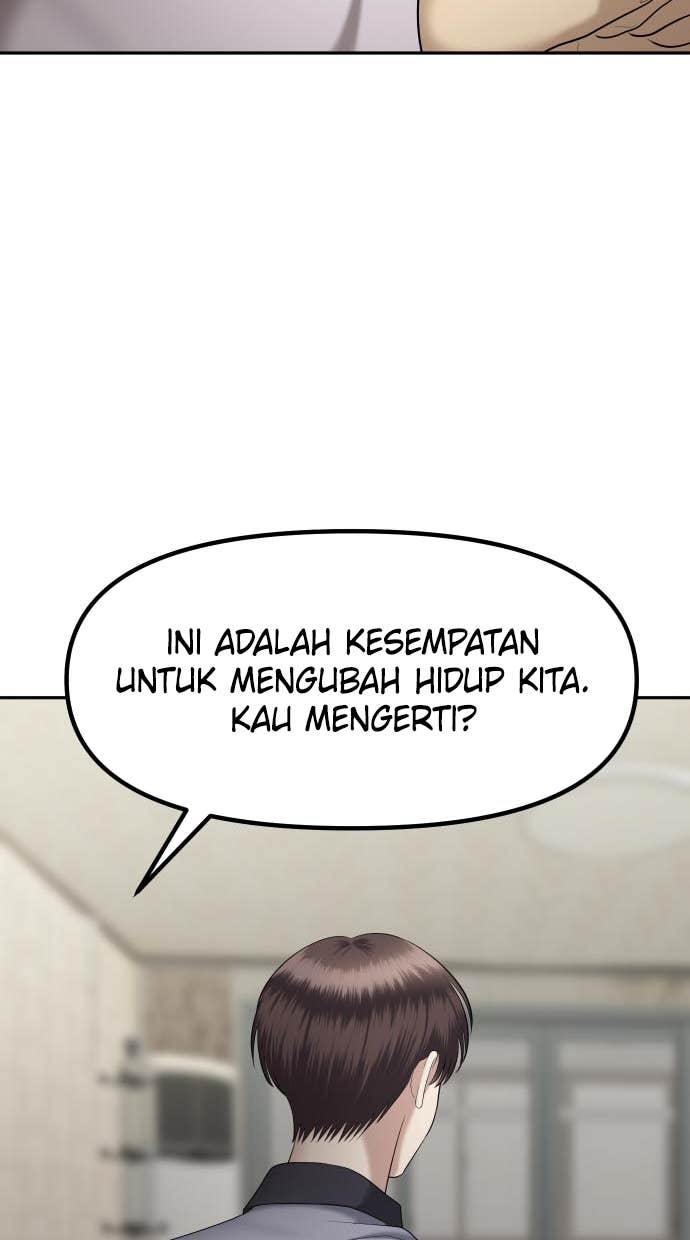 INI ADALAH KESEMPATAN
UNTUK MENGUBAH HIDUP KITA.
KAU MENGERTI?